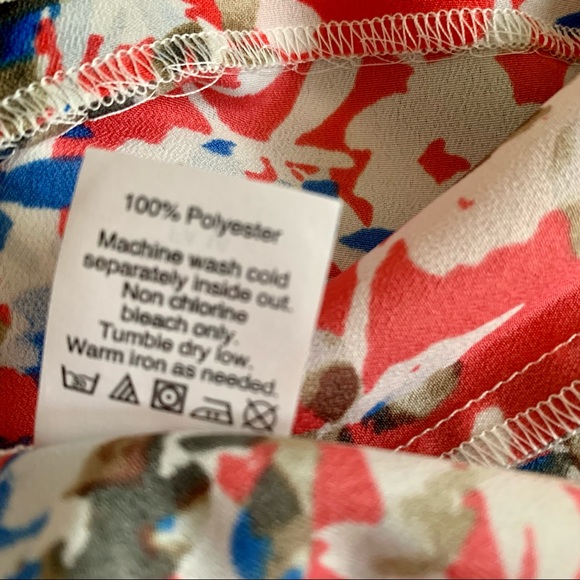 100% Polyester
Machine wash cold
separately inside out.
Non chlorine
bleach only.
Tumble dry low.
Warm iron as needed.